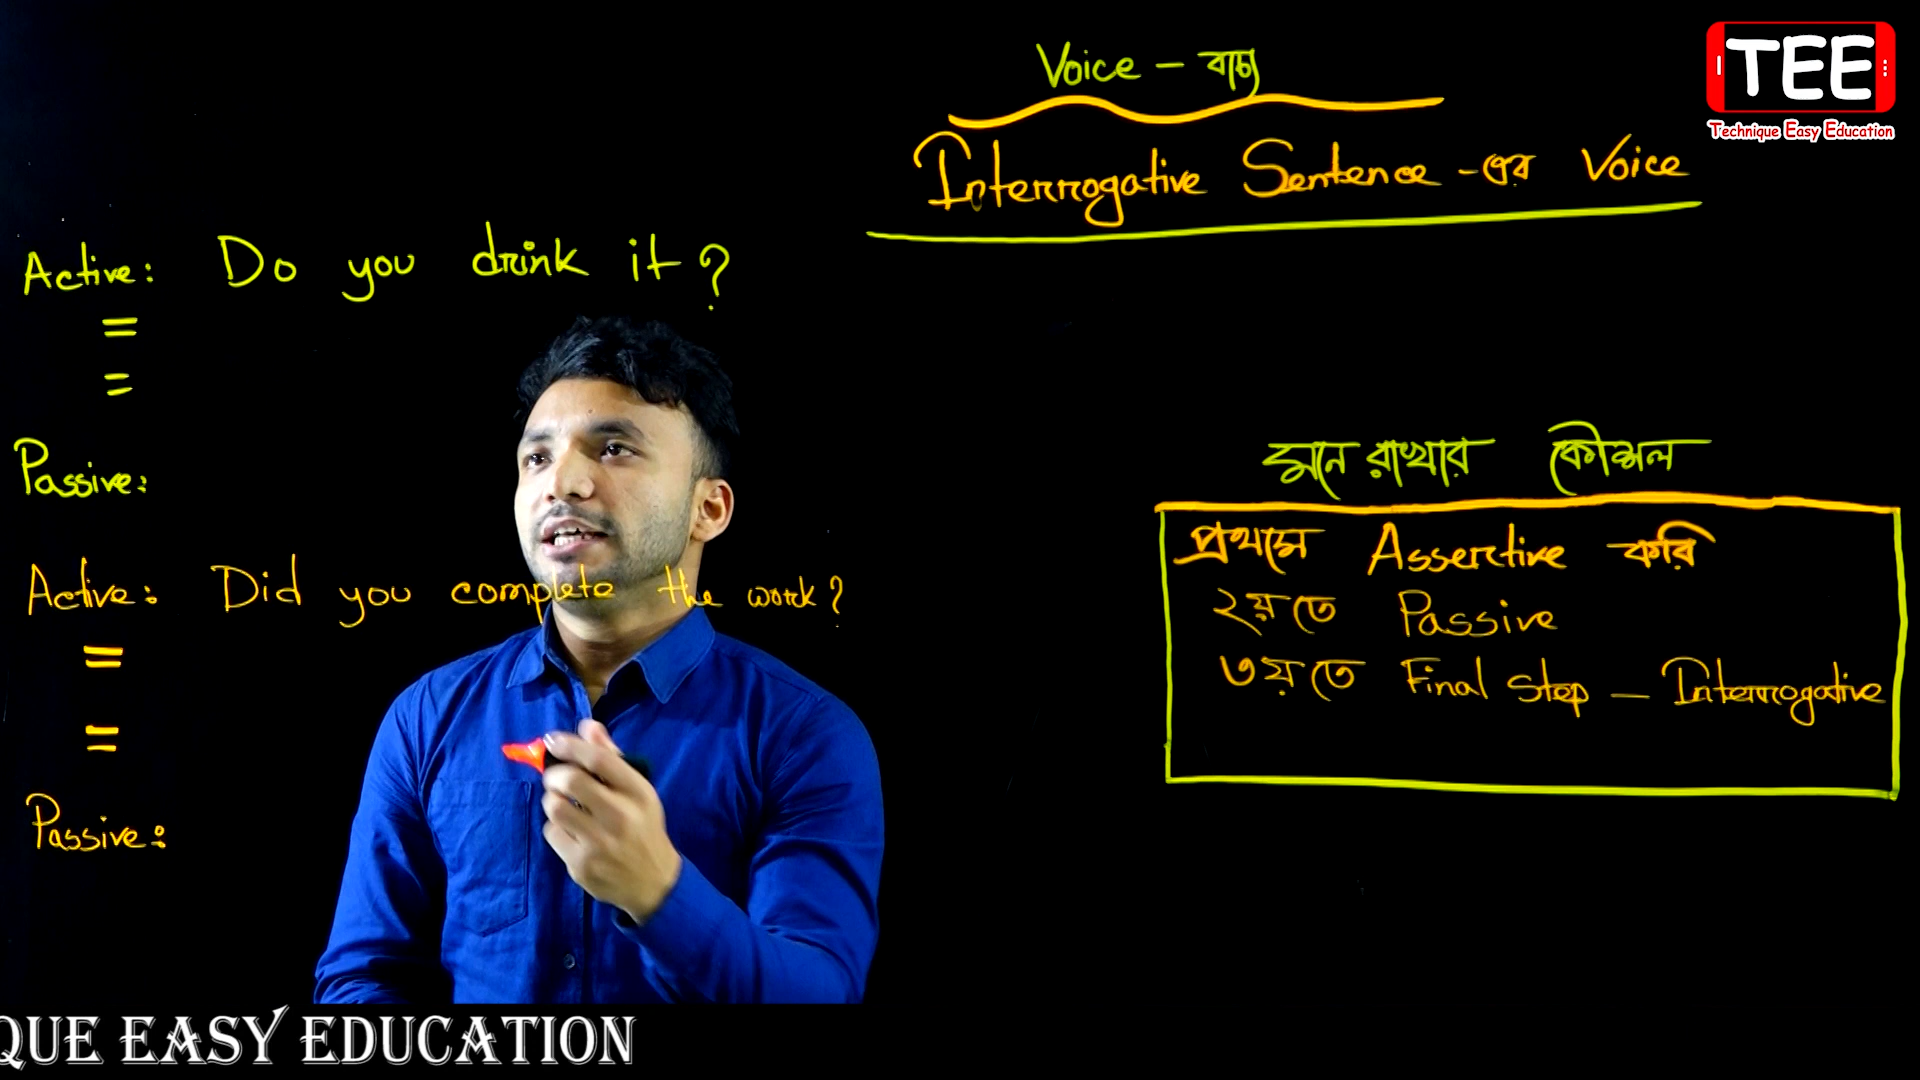 Voice - বাচ্য
Interrogative Sentence -এর Voice
TEE
Technique Easy Education
Active: Do you drink it?
=
=
Passive:
Active: Did you complete the work?
=
=
Passive:
মনে রাখার কৌশল
প্রথমে Assertive করি
২য়তে Passive
৩য়তে Final Step - Interrogative
QUE EASY EDUCATION